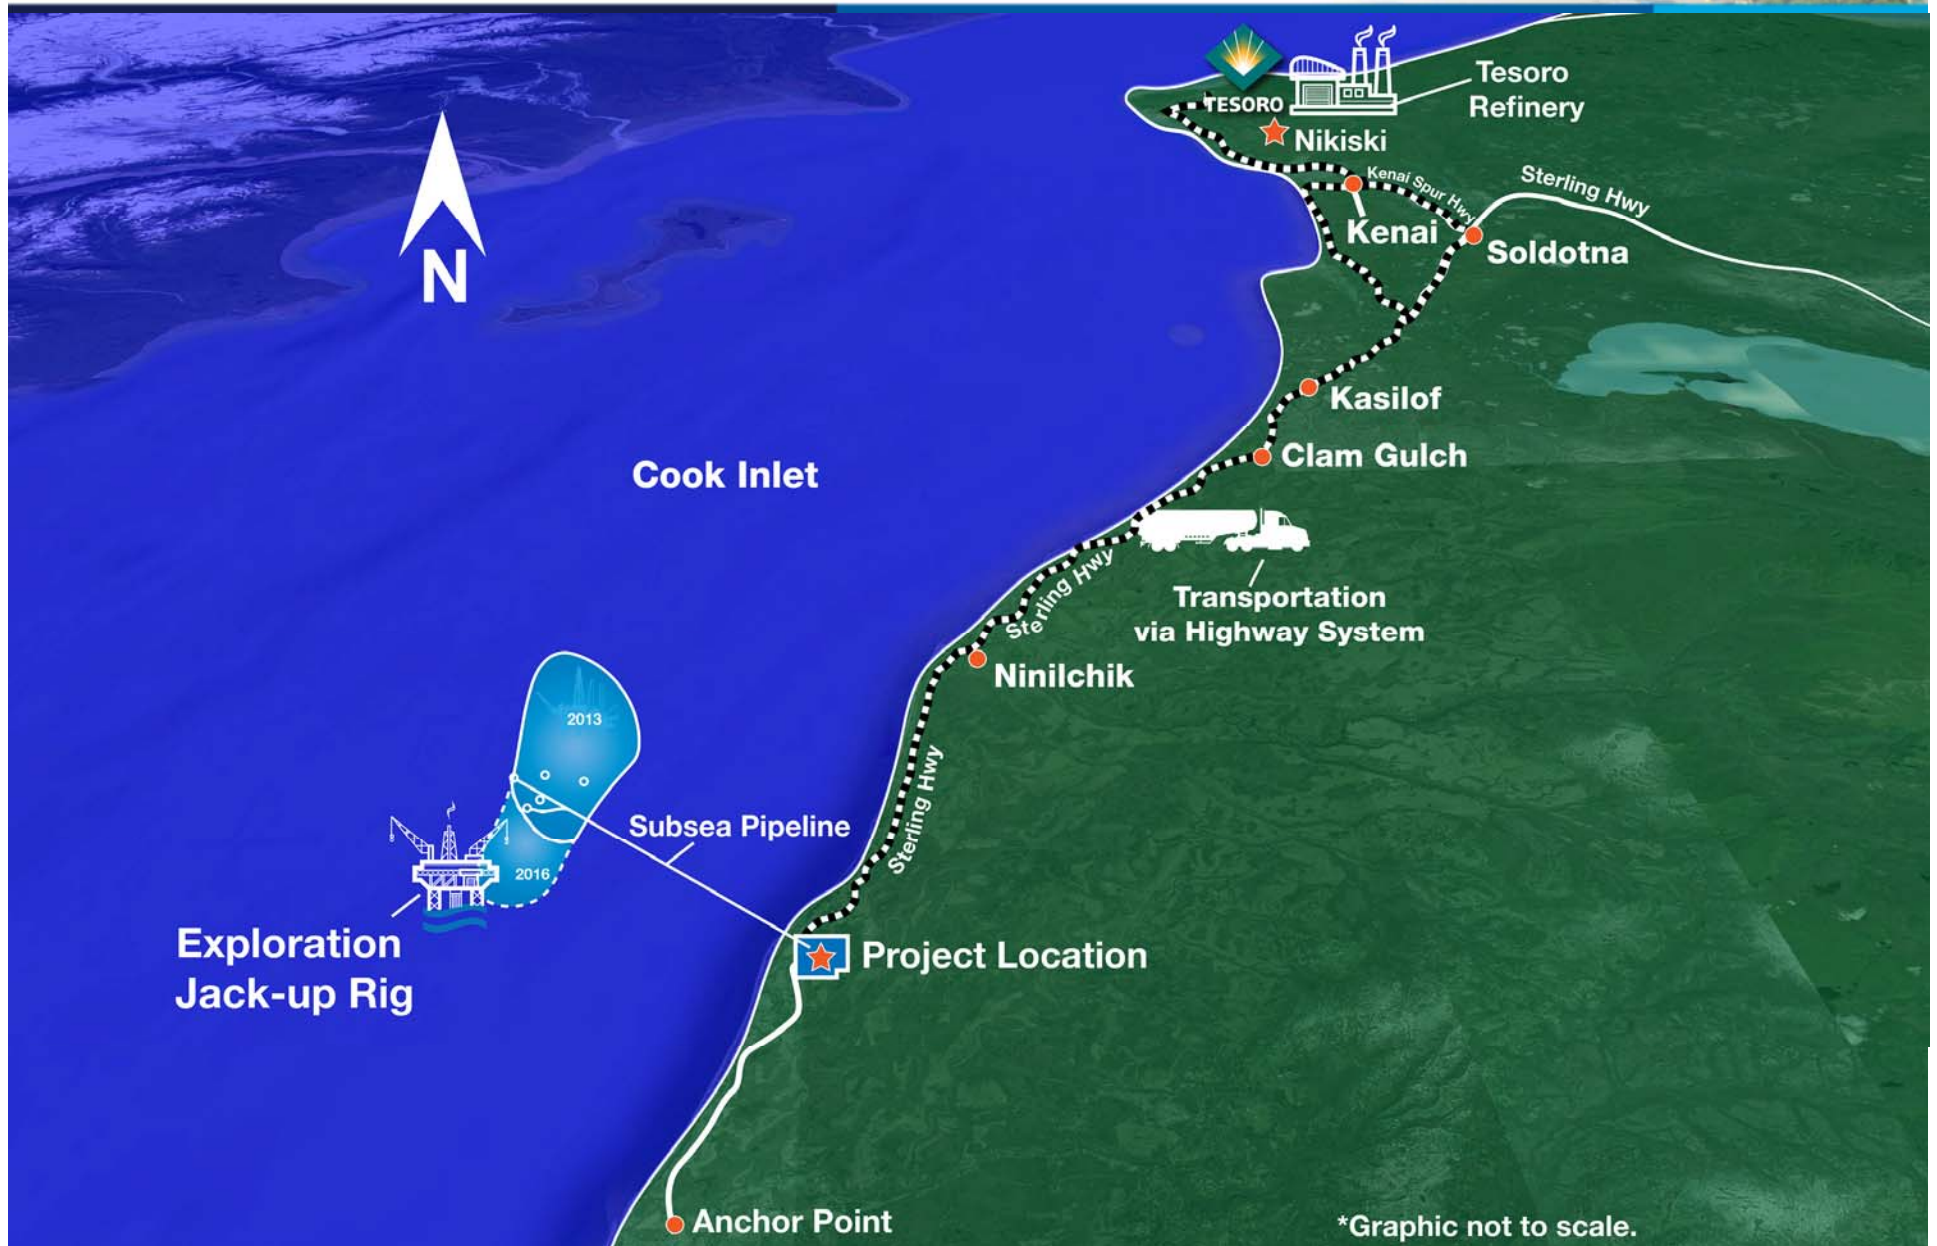 TESORO
Tesoro
Refinery
Nikiski
Kenai Spur Hwy
Sterling Hwy
Kenai
Soldotna
N
Kasilof
Clam Gulch
Cook Inlet
Transportation
via Highway System
Sterling Hwy
Ninilchik
2013
Sterling Hwy
Subsea Pipeline
2016
Exploration
Jack-up Rig
Project Location
Anchor Point
*Graphic not to scale.